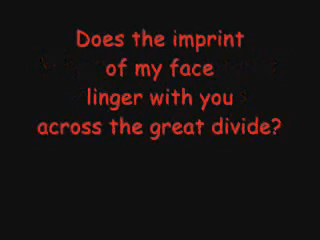 Does the imprint
of my face
linger with you
across the great divide?